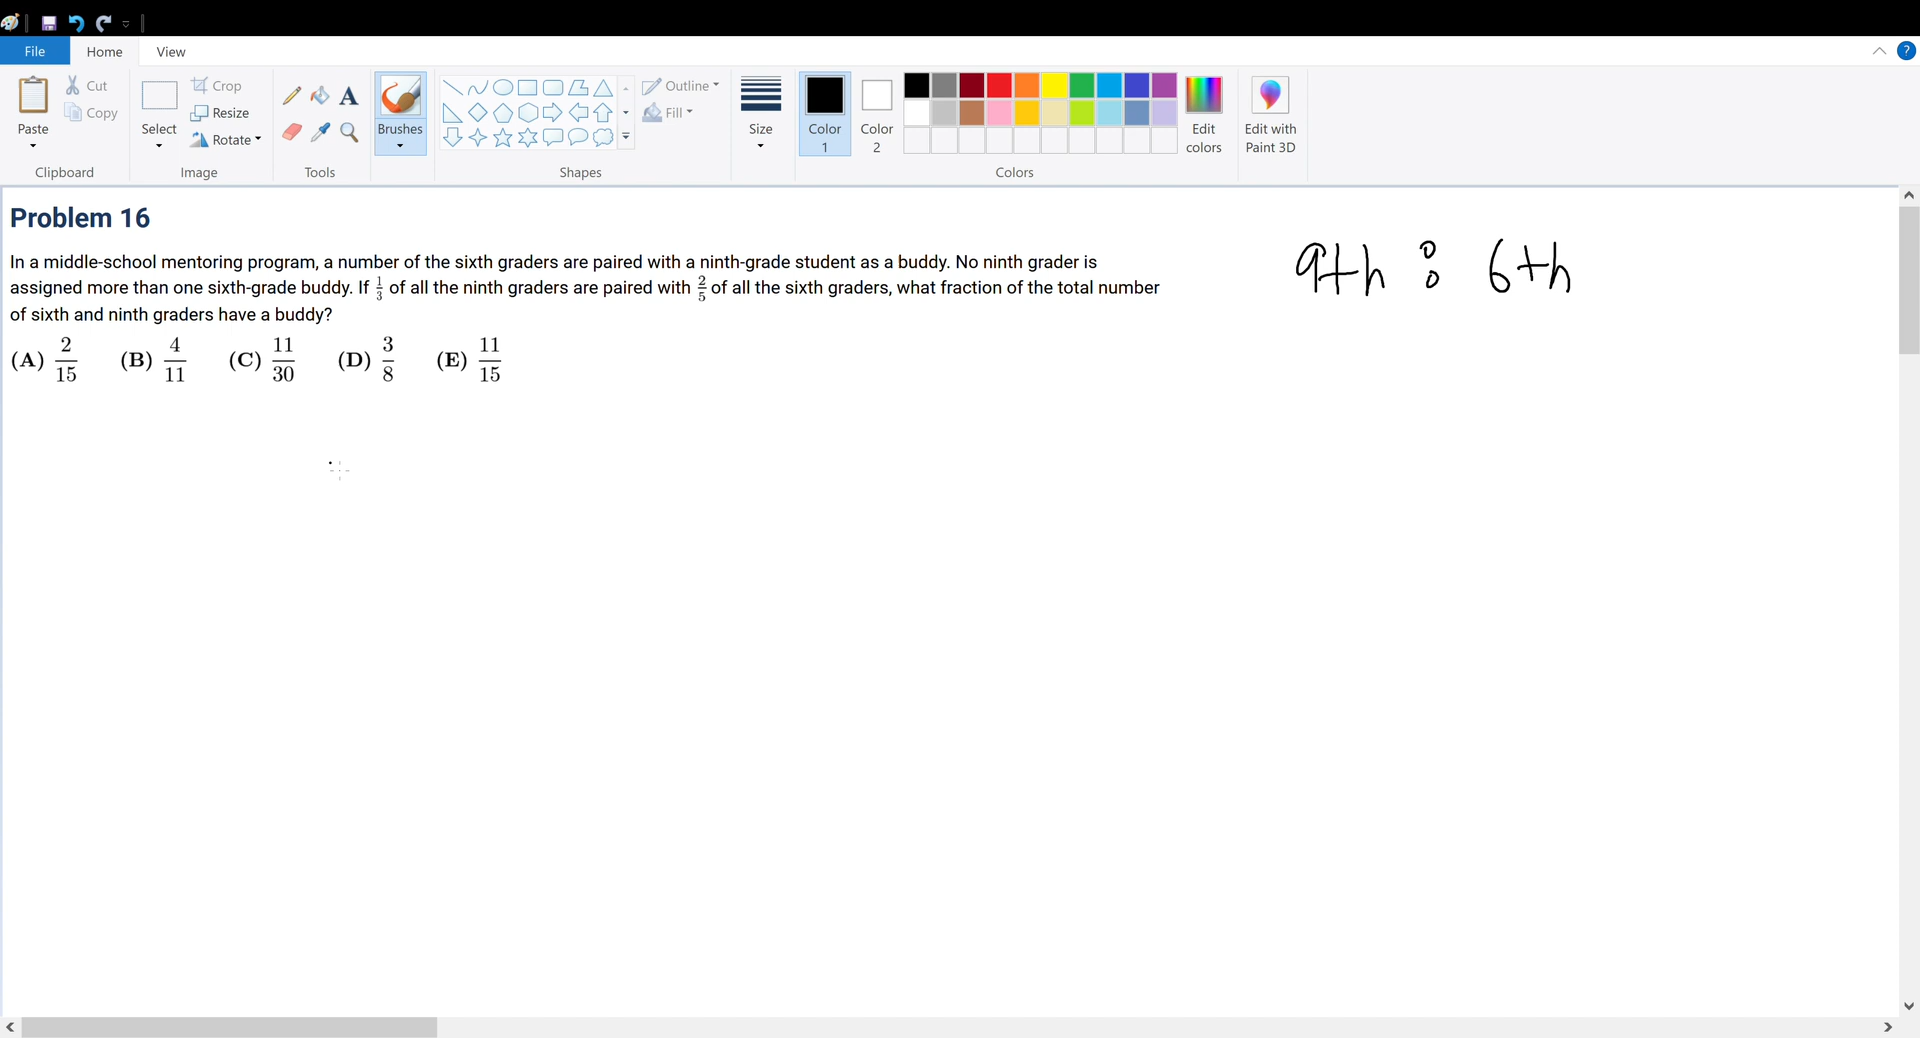 File Home View ?
Paste Cut Copy Clipboard
Select Crop Resize Rotate Image
A Tools
Brushes
Outline Fill Shapes
Size
Color 1
Color 2
Edit colors
Colors
Edit with Paint 3D
Problem 16
In a middle-school mentoring program, a number of the sixth graders are paired with a ninth-grade student as a buddy. No ninth grader is
assigned more than one sixth-grade buddy. If 1/3 of all the ninth graders are paired with 2/5 of all the sixth graders, what fraction of the total number
of sixth and ninth graders have a buddy?
(A) 2/15 (B) 4/11 (C) 11/30 (D) 3/8 (E) 11/15
9th : 6th